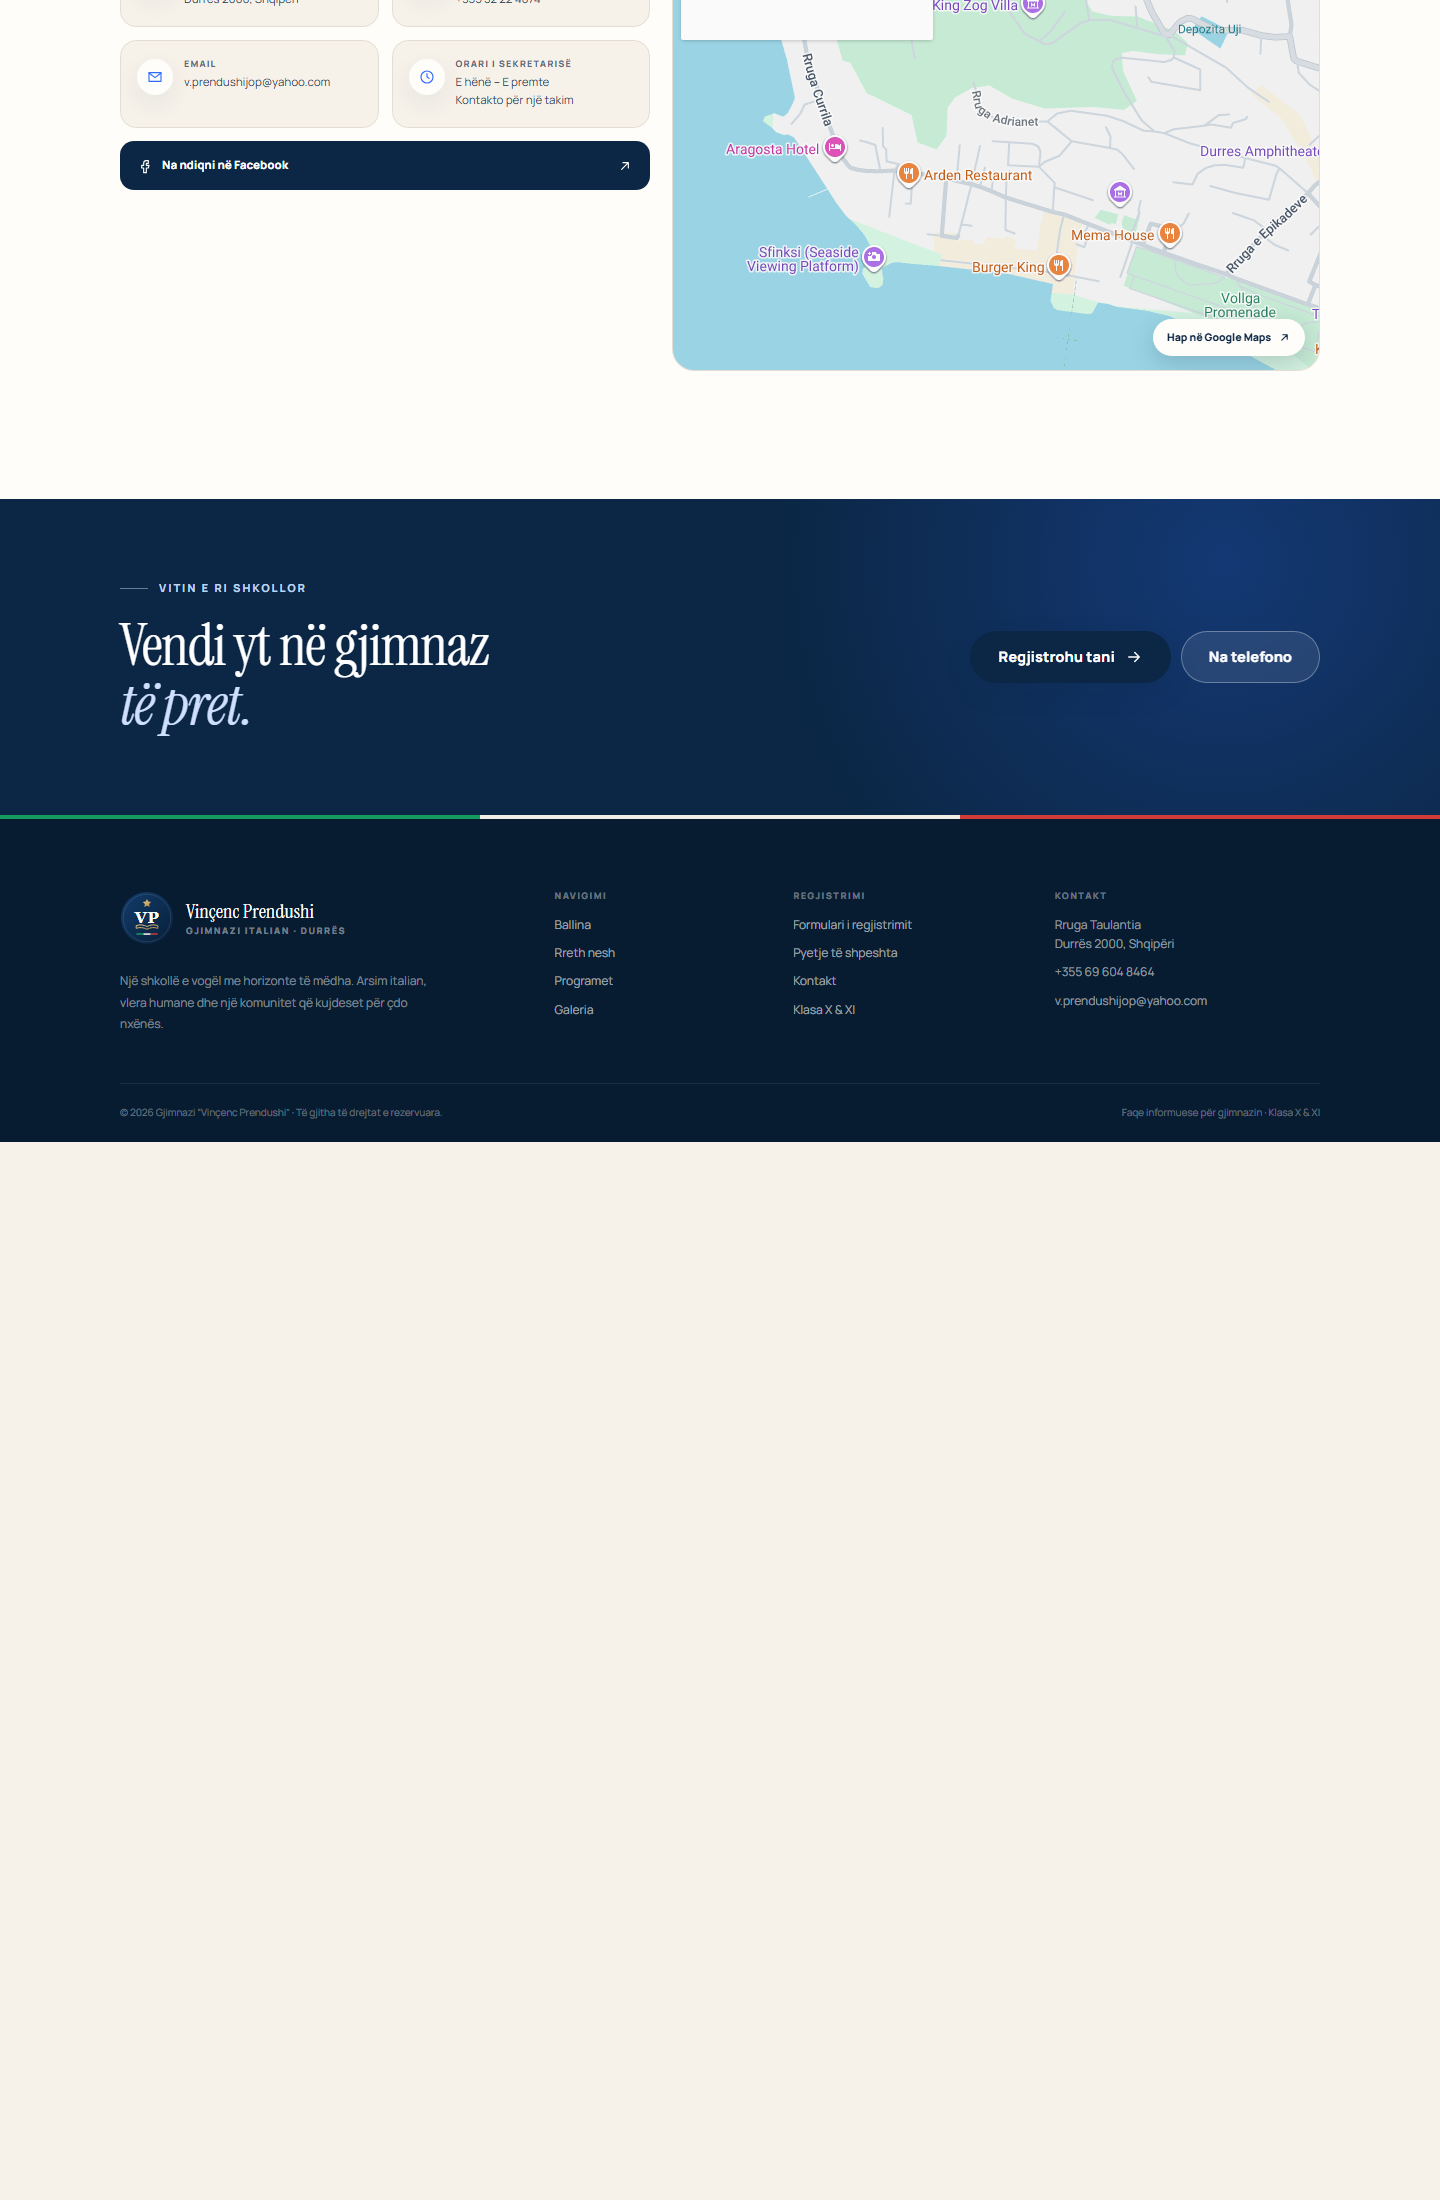 EMAIL
v.prendushijop@yahoo.com
ORARI I SEKRETARISË
E hënë – E premte
Kontakto për një takim
Na ndiqni në Facebook
King Zog Villa
Depozita Uji
Rruga Currila
Rruga Adrianet
Aragosta Hotel
Arden Restaurant
Mema House
Rruga e Epikadeve
Sfinksi (Seaside
Viewing Platform)
Burger King
Vollga
Promenade
Hap në Google Maps
VITIN E RI SHKOLLOR
Vendi yt në gjimnaz
të pret.
Regjistrohu tani
Na telefono
VP
Vinçenc Prendushi
GJIMNAZI ITALIAN · DURRËS
Një shkollë e vogël me horizonte të mëdha. Arsim italian,
vlera humane dhe një komunitet që kujdeset për çdo
nxënës.
NAVIGIMI
Ballina
Rreth nesh
Programet
Galeria
REGJISTRIMI
Formulari i regjistrimit
Pyetje të shpeshta
Kontakt
Klasa X & XI
KONTAKT
Rruga Taulantia
Durrës 2000, Shqipëri
+355 69 604 8464
v.prendushijop@yahoo.com
© 2026 Gjimnazi "Vinçenc Prendushi" · Të gjitha të drejtat e rezervuara.
Faqe informuese për gjimnazin · Klasa X & XI